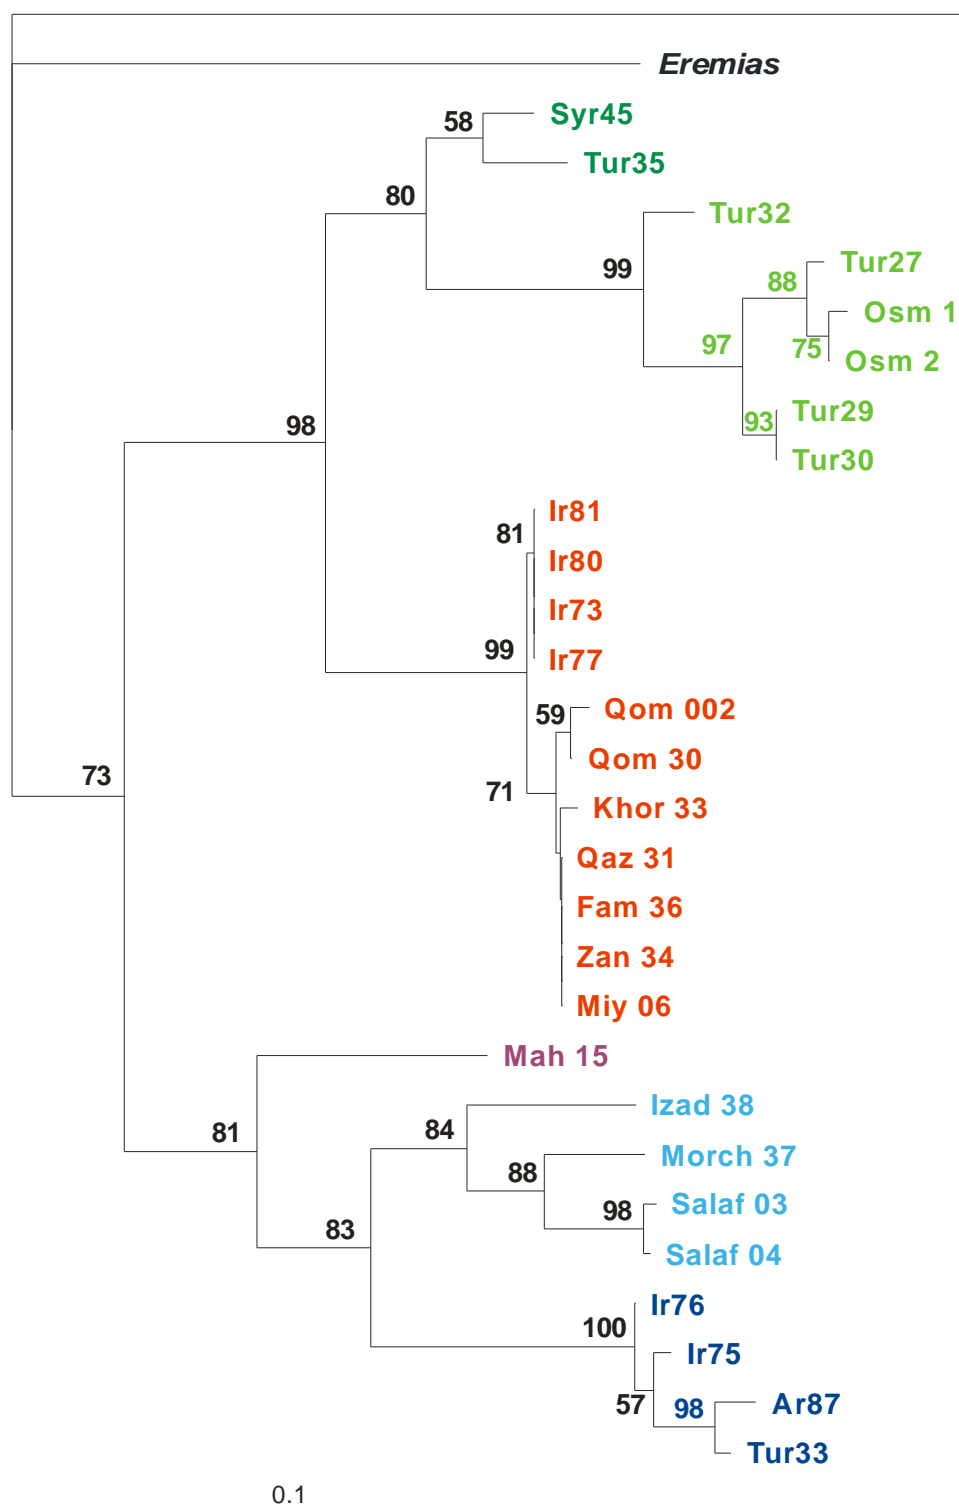 Eremias
58
Syr45
Tur35
80
Tur32
99
Tur27
88
Osm 1
97
75
Osm 2
Tur29
98
93
Tur30
Ir81
81
Ir80
Ir73
99
Ir77
59
Qom 002
Qom 30
73
71
Khor 33
Qaz 31
Fam 36
Zan 34
Miy 06
Mah 15
Izad 38
81
84
Morch 37
88
Salaf 03
98
83
Salaf 04
Ir76
100
Ir75
57
98
Ar87
Tur33
0.1